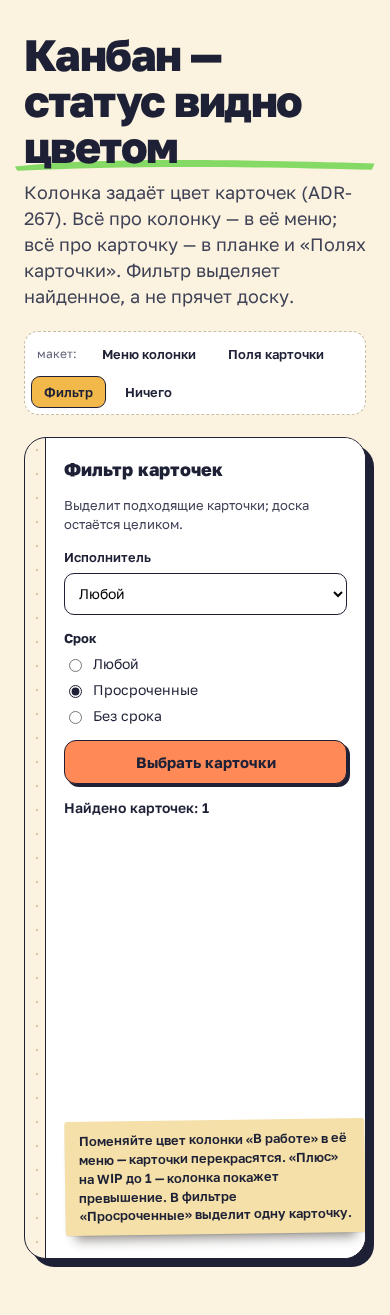 Канбан —
статус видно
цветом
Колонка задаёт цвет карточек (ADR-
267). Всё про колонку — в её меню;
всё про карточку — в планке и «Полях
карточки». Фильтр выделяет
найденное, а не прячет доску.
макет: Меню колонки Поля карточки
Фильтр Ничего
Фильтр карточек
Выделит подходящие карточки; доска
остаётся целиком.
Исполнитель
Любой
Срок
Любой
Просроченные
Без срока
Выбрать карточки
Найдено карточек: 1
Поменяйте цвет колонки «В работе» в её
меню — карточки перекрасятся. «Плюс»
на WIP до 1 — колонка покажет
превышение. В фильтре
«Просроченные» выделит одну карточку.